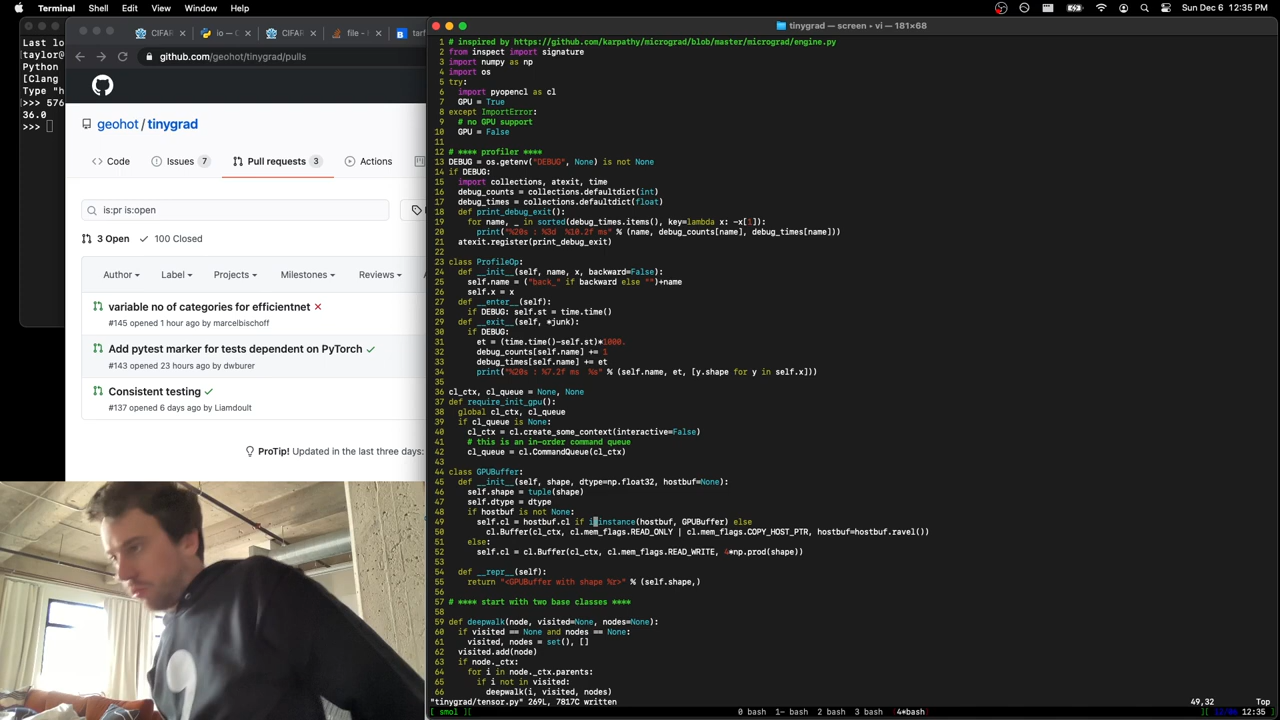 Terminal Shell Edit View Window Help Sun Dec 6 12:35 PM
CIFAR io — C CIFAR file - tarf
github.com/geohot/tinygrad/pulls
Last lo
taylor@
Python
[Clang
Type "h
>>> 576
36.0
>>>
geohot / tinygrad
Code Issues 7 Pull requests 3 Actions
is:pr is:open
3 Open 100 Closed
Author Label Projects Milestones Reviews
variable no of categories for efficientnet
#145 opened 1 hour ago by marcelbischoff
Add pytest marker for tests dependent on PyTorch
#143 opened 23 hours ago by dwburer
Consistent testing
#137 opened 6 days ago by Liamdoult
ProTip! Updated in the last three days:
tinygrad — screen • vi — 181×68
1 # inspired by https://github.com/karpathy/micrograd/blob/master/micrograd/engine.py
2 from inspect import signature
3 import numpy as np
4 import os
5 try:
6 import pyopencl as cl
7 GPU = True
8 except ImportError:
9 # no GPU support
10 GPU = False
11
12 # **** profiler ****
13 DEBUG = os.getenv("DEBUG", None) is not None
14 if DEBUG:
15 import collections, atexit, time
16 debug_counts = collections.defaultdict(int)
17 debug_times = collections.defaultdict(float)
18 def print_debug_exit():
19 for name, _ in sorted(debug_times.items(), key=lambda x: -x[1]):
20 print("%20s : %3d %10.2f ms" % (name, debug_counts[name], debug_times[name]))
21 atexit.register(print_debug_exit)
22
23 class ProfileOp:
24 def __init__(self, name, x, backward=False):
25 self.name = ("back_" if backward else "")+name
26 self.x = x
27 def __enter__(self):
28 if DEBUG: self.st = time.time()
29 def __exit__(self, *junk):
30 if DEBUG:
31 et = (time.time()-self.st)*1000.
32 debug_counts[self.name] += 1
33 debug_times[self.name] += et
34 print("%20s : %7.2f ms %s" % (self.name, et, [y.shape for y in self.x]))
35
36 cl_ctx, cl_queue = None, None
37 def require_init_gpu():
38 global cl_ctx, cl_queue
39 if cl_queue is None:
40 cl_ctx = cl.create_some_context(interactive=False)
41 # this is an in-order command queue
42 cl_queue = cl.CommandQueue(cl_ctx)
43
44 class GPUBuffer:
45 def __init__(self, shape, dtype=np.float32, hostbuf=None):
46 self.shape = tuple(shape)
47 self.dtype = dtype
48 if hostbuf is not None:
49 self.cl = hostbuf.cl if isinstance(hostbuf, GPUBuffer) else
50 cl.Buffer(cl_ctx, cl.mem_flags.READ_ONLY | cl.mem_flags.COPY_HOST_PTR, hostbuf=hostbuf.ravel())
51 else:
52 self.cl = cl.Buffer(cl_ctx, cl.mem_flags.READ_WRITE, 4*np.prod(shape))
53
54 def __repr__(self):
55 return "<GPUBuffer with shape %r>" % (self.shape,)
56
57 # **** start with two base classes ****
58
59 def deepwalk(node, visited=None, nodes=None):
60 if visited == None and nodes == None:
61 visited, nodes = set(), []
62 visited.add(node)
63 if node._ctx:
64 for i in node._ctx.parents:
65 if i not in visited:
66 deepwalk(i, visited, nodes)
"tinygrad/tensor.py" 269L, 7817C written 49,32 Top
[ smol ][ 0 bash 1- bash 2 bash 3 bash [4*bash] ][ 12/06 12:35 ]